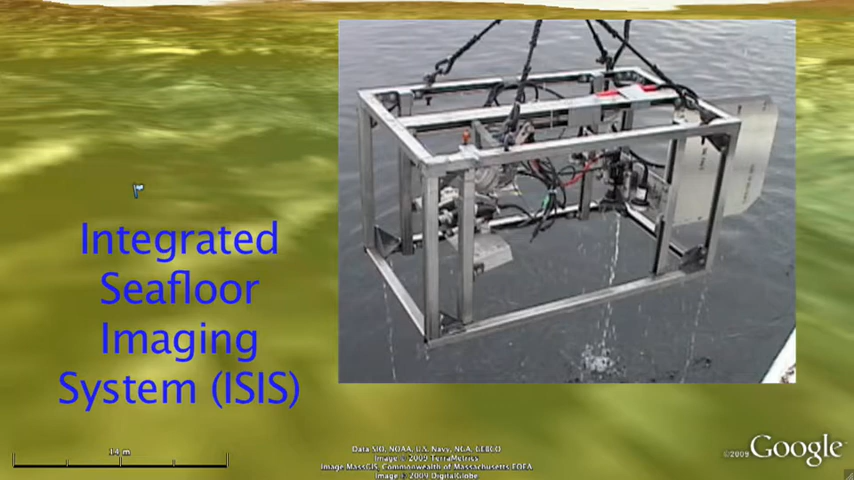 Integrated
Seafloor
Imaging
System (ISIS)
14 m
Data SIO, NOAA, U.S. Navy, NGA, GEBCO
Image © 2009 TerraMetrics
Image MassGIS, Commonwealth of Massachusetts EOEA
Image © 2009 DigitalGlobe
©2009 Google